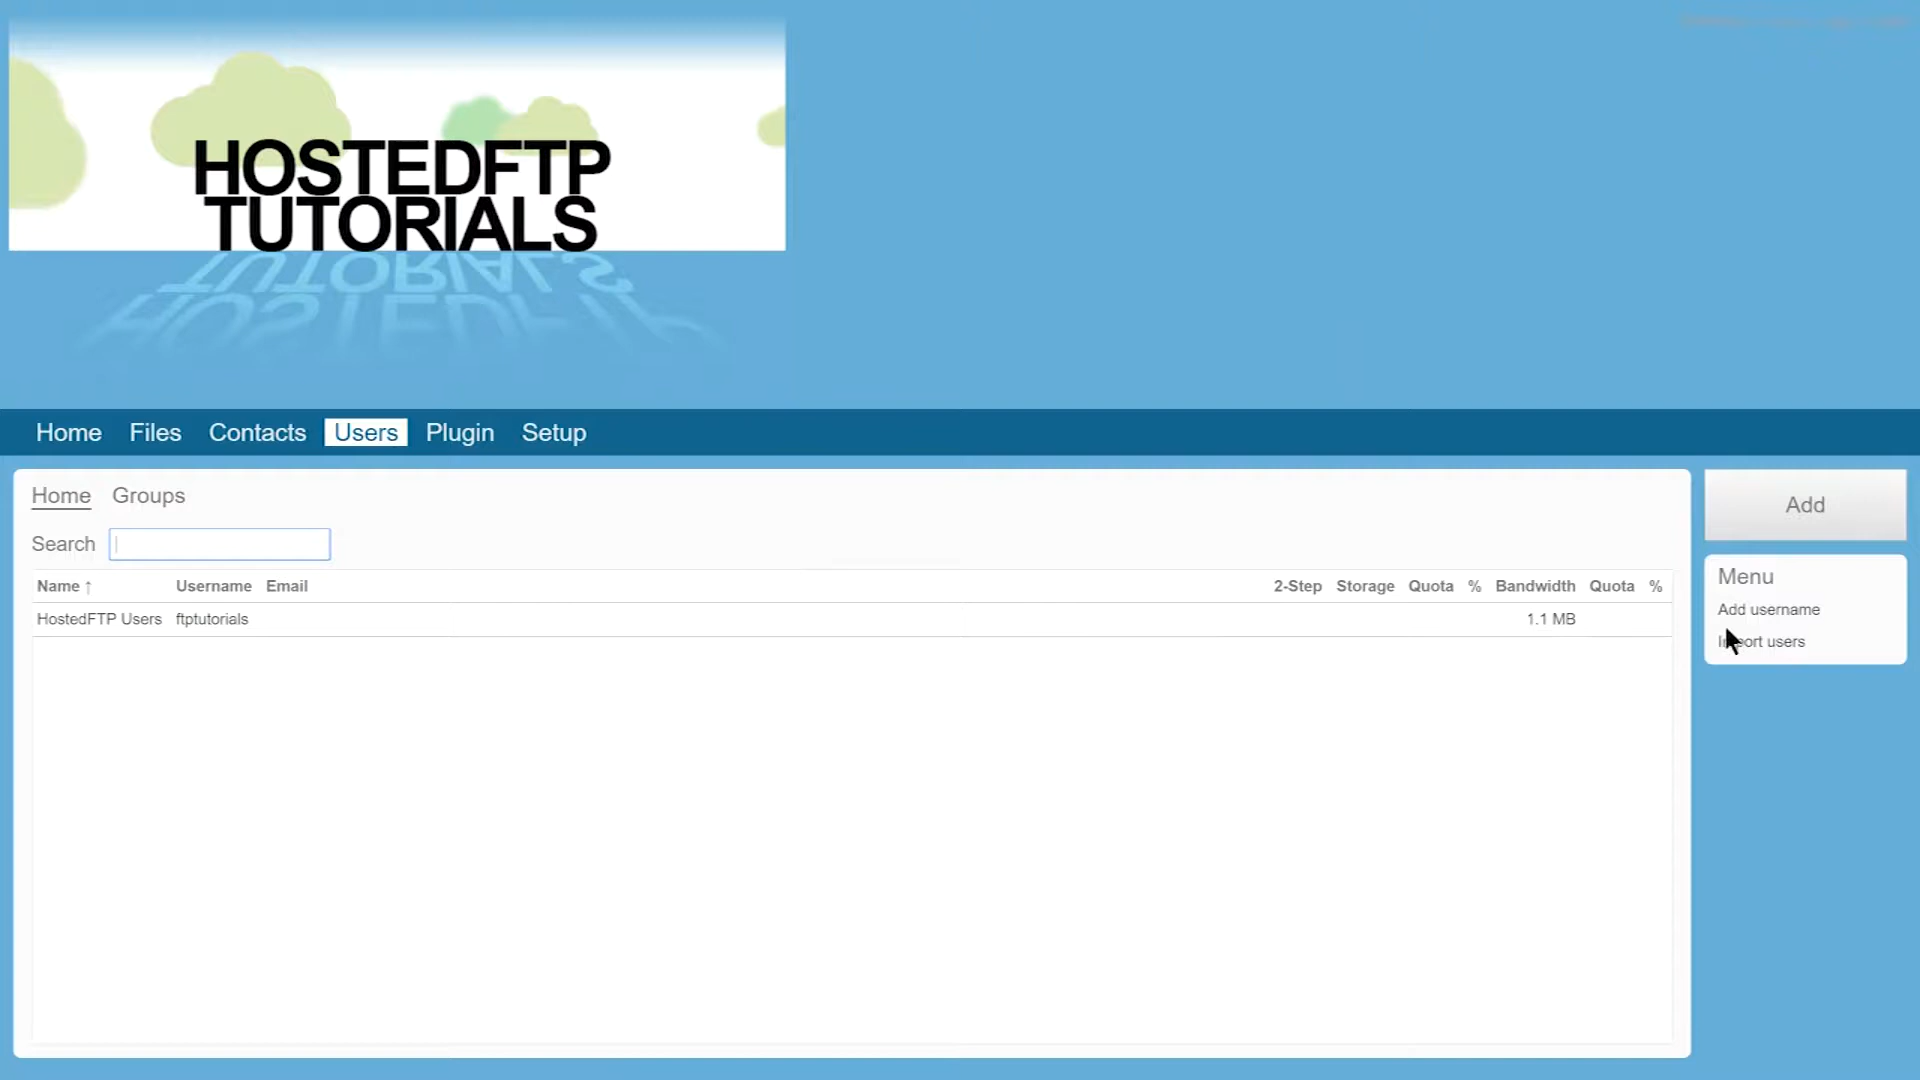 HOSTEDFTP
TUTORIALS
Home Files Contacts Users Plugin Setup
Home Groups
Search
Name ↑ Username Email 2-Step Storage Quota % Bandwidth Quota %
HostedFTP Users ftptutorials 1.1 MB
Add
Menu
Add username
Import users